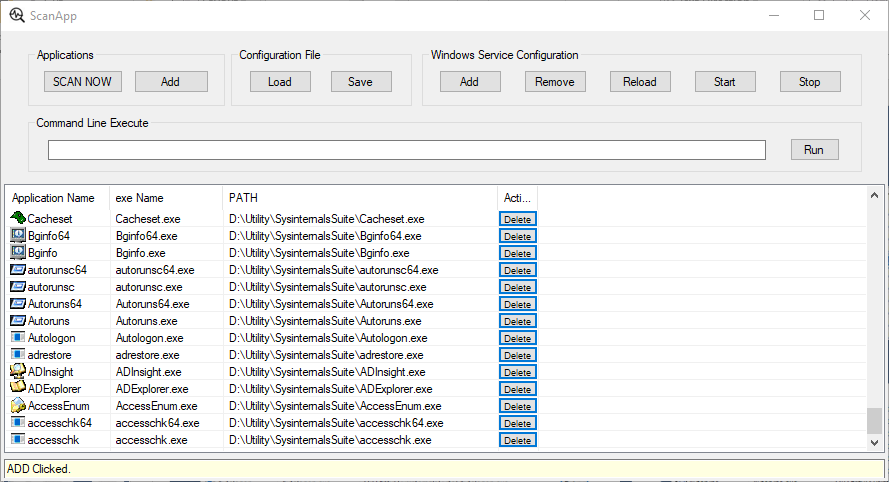 ScanApp
Applications
Configuration File
Windows Service Configuration
SCAN NOW Add Load Save Add Remove Reload Start Stop
Command Line Execute
Run
Application Name exe Name PATH Acti...
Cacheset Cacheset.exe D:\Utility\SysinternalsSuite\Cacheset.exe Delete
Bginfo64 Bginfo64.exe D:\Utility\SysinternalsSuite\Bginfo64.exe Delete
Bginfo Bginfo.exe D:\Utility\SysinternalsSuite\Bginfo.exe Delete
autorunsc64 autorunsc64.exe D:\Utility\SysinternalsSuite\autorunsc64.exe Delete
autorunsc autorunsc.exe D:\Utility\SysinternalsSuite\autorunsc.exe Delete
Autoruns64 Autoruns64.exe D:\Utility\SysinternalsSuite\Autoruns64.exe Delete
Autoruns Autoruns.exe D:\Utility\SysinternalsSuite\Autoruns.exe Delete
Autologon Autologon.exe D:\Utility\SysinternalsSuite\Autologon.exe Delete
adrestore adrestore.exe D:\Utility\SysinternalsSuite\adrestore.exe Delete
ADInsight ADInsight.exe D:\Utility\SysinternalsSuite\ADInsight.exe Delete
ADExplorer ADExplorer.exe D:\Utility\SysinternalsSuite\ADExplorer.exe Delete
AccessEnum AccessEnum.exe D:\Utility\SysinternalsSuite\AccessEnum.exe Delete
accesschk64 accesschk64.exe D:\Utility\SysinternalsSuite\accesschk64.exe Delete
accesschk accesschk.exe D:\Utility\SysinternalsSuite\accesschk.exe Delete
ADD Clicked.